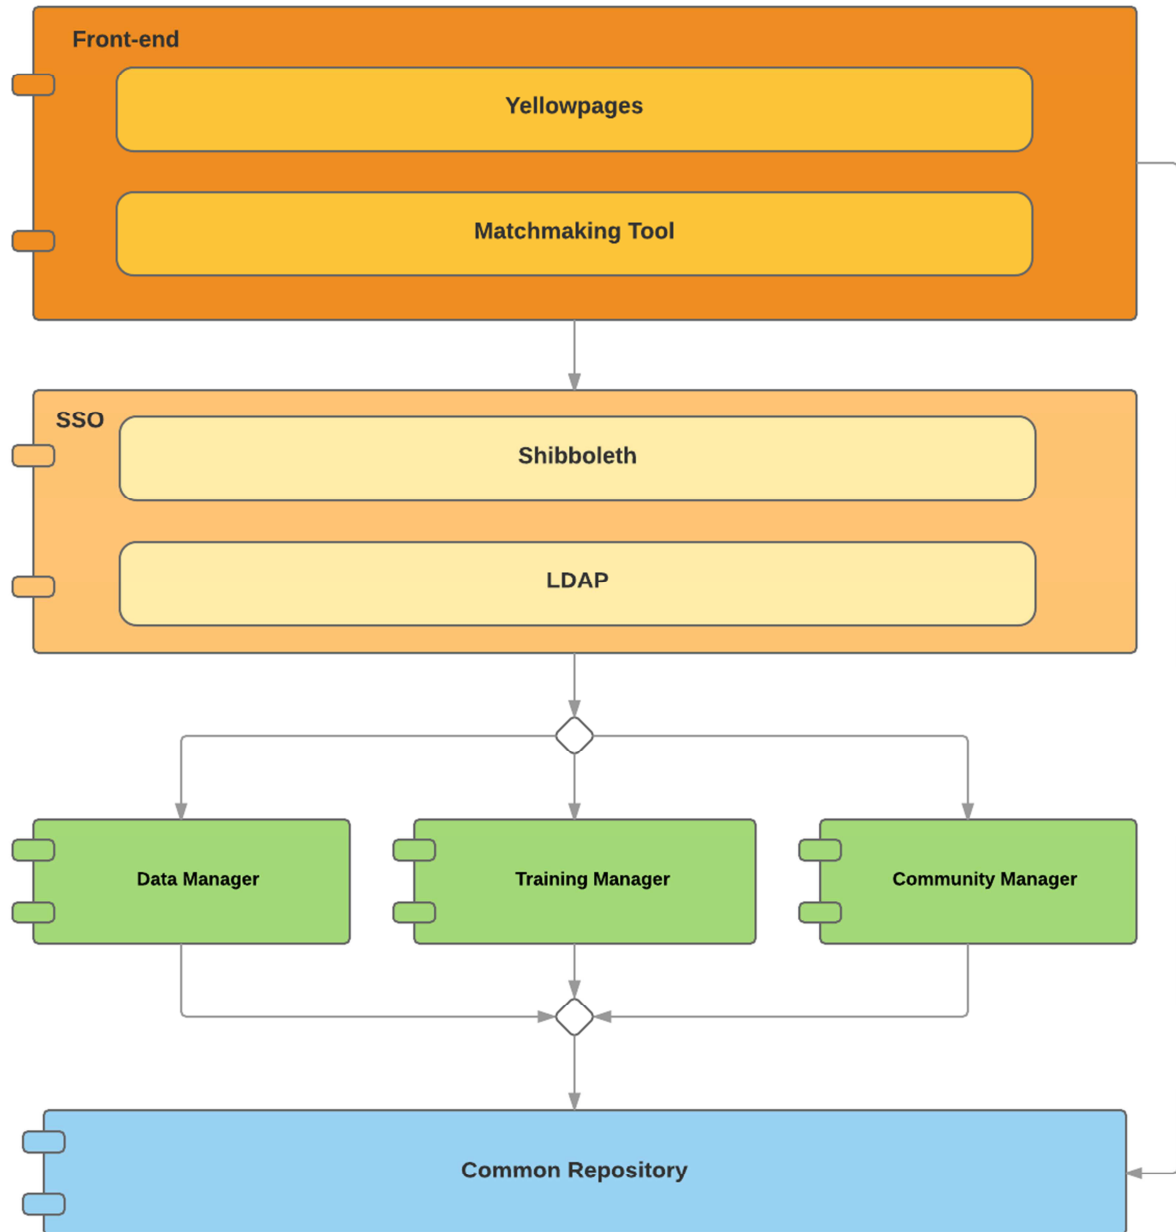 Front-end
Yellowpages
Matchmaking Tool
SSO
Shibboleth
LDAP
Data Manager
Training Manager
Community Manager
Common Repository